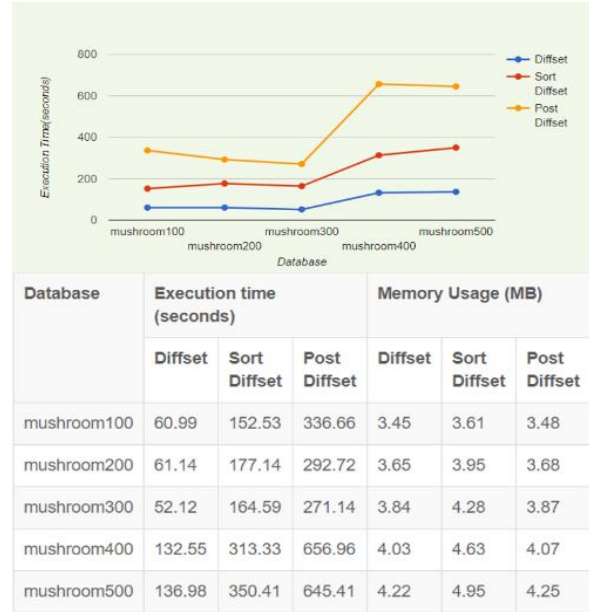 800
600
400
200
0
Execution Time(seconds)
Diffset
Sort
Diffset
Post
Diffset
mushroom100 mushroom300 mushroom500
mushroom200 mushroom400
Database
Database Execution time (seconds) Memory Usage (MB)
Diffset Sort Diffset Post Diffset Diffset Sort Diffset Post Diffset
mushroom100 60.99 152.53 336.66 3.45 3.61 3.48
mushroom200 61.14 177.14 292.72 3.65 3.95 3.68
mushroom300 52.12 164.59 271.14 3.84 4.28 3.87
mushroom400 132.55 313.33 656.96 4.03 4.63 4.07
mushroom500 136.98 350.41 645.41 4.22 4.95 4.25